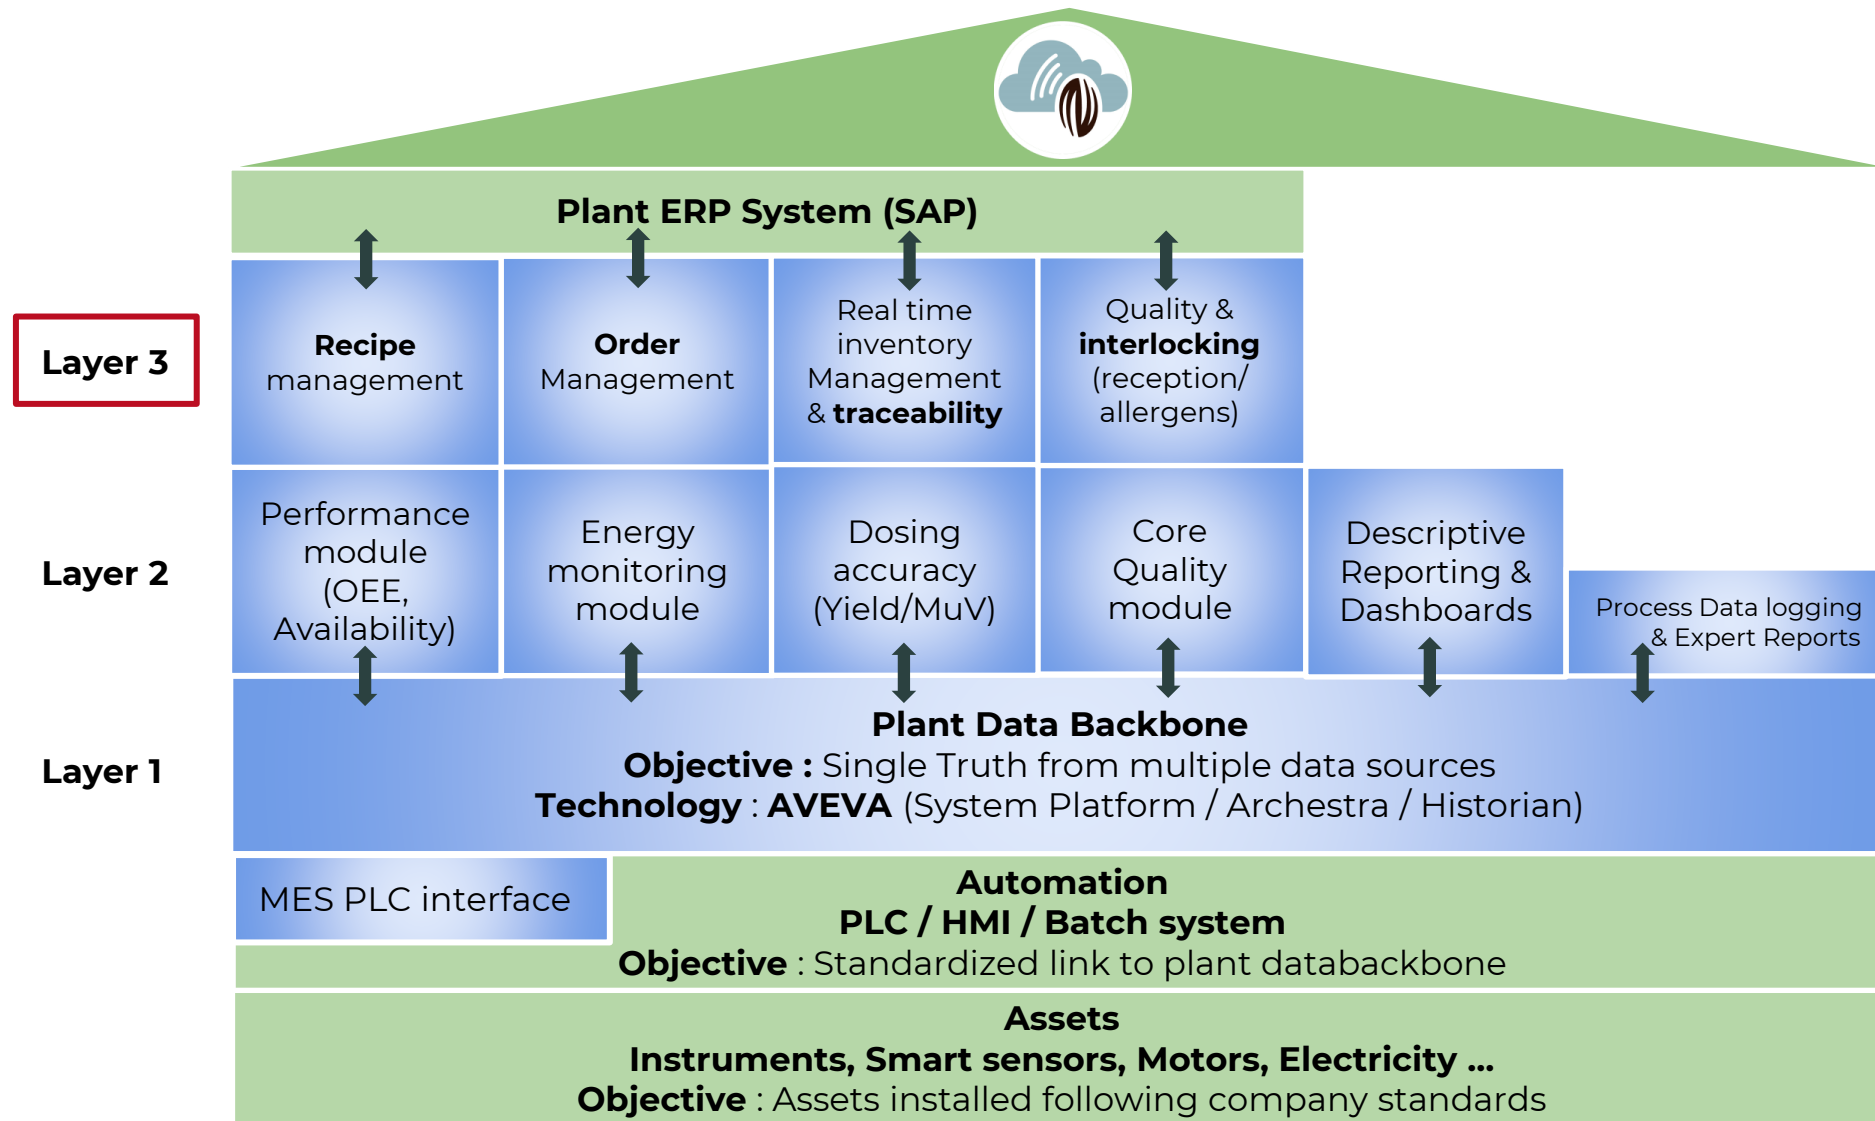 Plant ERP System (SAP)
Layer 3
Recipe
management
Order
Management
Real time
inventory
Management
& traceability
Quality &
interlocking
(reception/
allergens)
Layer 2
Performance
module
(OEE,
Availability)
Energy
monitoring
module
Dosing
accuracy
(Yield/MuV)
Core
Quality
module
Descriptive
Reporting &
Dashboards
Process Data logging
& Expert Reports
Layer 1
Plant Data Backbone
Objective : Single Truth from multiple data sources
Technology : AVEVA (System Platform / Archestra / Historian)
MES PLC interface
Automation
PLC / HMI / Batch system
Objective : Standardized link to plant databackbone
Assets
Instruments, Smart sensors, Motors, Electricity ...
Objective : Assets installed following company standards